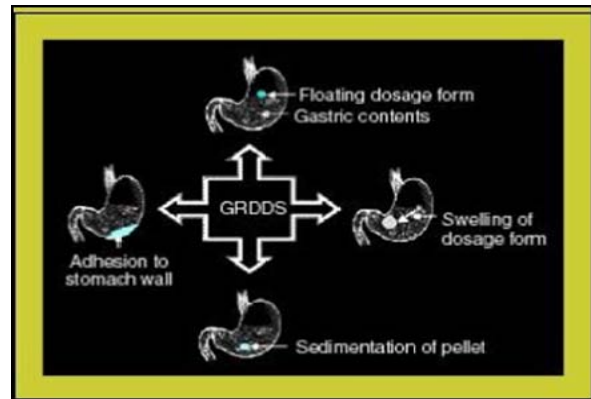 Floating dosage form
Gastric contents
GRDDS
Swelling of
dosage form
Adhesion to
stomach wall
Sedimentation of pellet